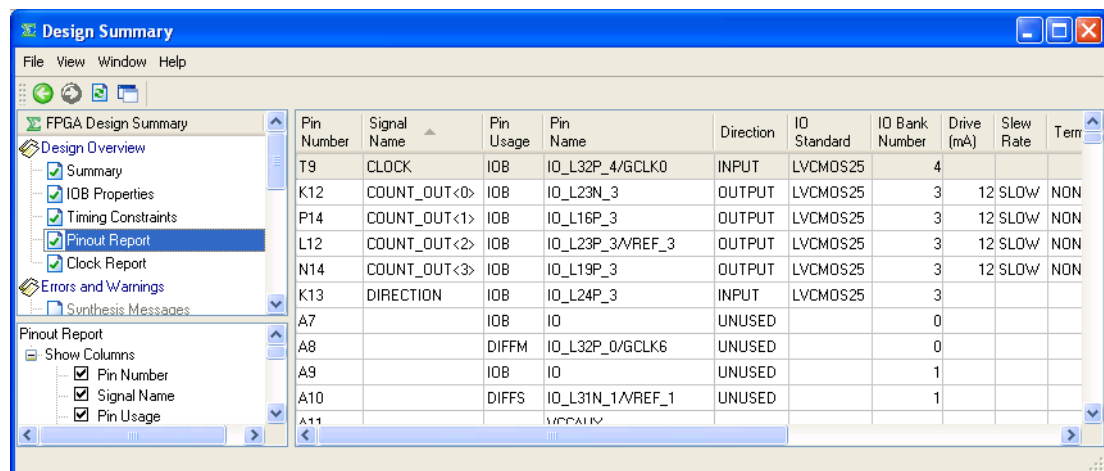 Design Summary
File View Window Help
FPGA Design Summary
Design Overview
Summary
IOB Properties
Timing Constraints
Pinout Report
Clock Report
Errors and Warnings
Synthesis Messages
Pinout Report
Show Columns
Pin Number
Signal Name
Pin Usage
Pin Number Signal Name Pin Usage Pin Name Direction IO Standard IO Bank Number Drive (mA) Slew Rate Term
T9 CLOCK IOB IO_L32P_4/GCLK0 INPUT LVCMOS25 4
K12 COUNT_OUT<0> IOB IO_L23N_3 OUTPUT LVCMOS25 3 12 SLOW NON
P14 COUNT_OUT<1> IOB IO_L16P_3 OUTPUT LVCMOS25 3 12 SLOW NON
L12 COUNT_OUT<2> IOB IO_L23P_3/VREF_3 OUTPUT LVCMOS25 3 12 SLOW NON
N14 COUNT_OUT<3> IOB IO_L19P_3 OUTPUT LVCMOS25 3 12 SLOW NON
K13 DIRECTION IOB IO_L24P_3 INPUT LVCMOS25 3
A7 IOB IO UNUSED 0
A8 DIFFM IO_L32P_0/GCLK6 UNUSED 0
A9 IOB IO UNUSED 1
A10 DIFFS IO_L31N_1/VREF_1 UNUSED 1
A11 VCCAUX